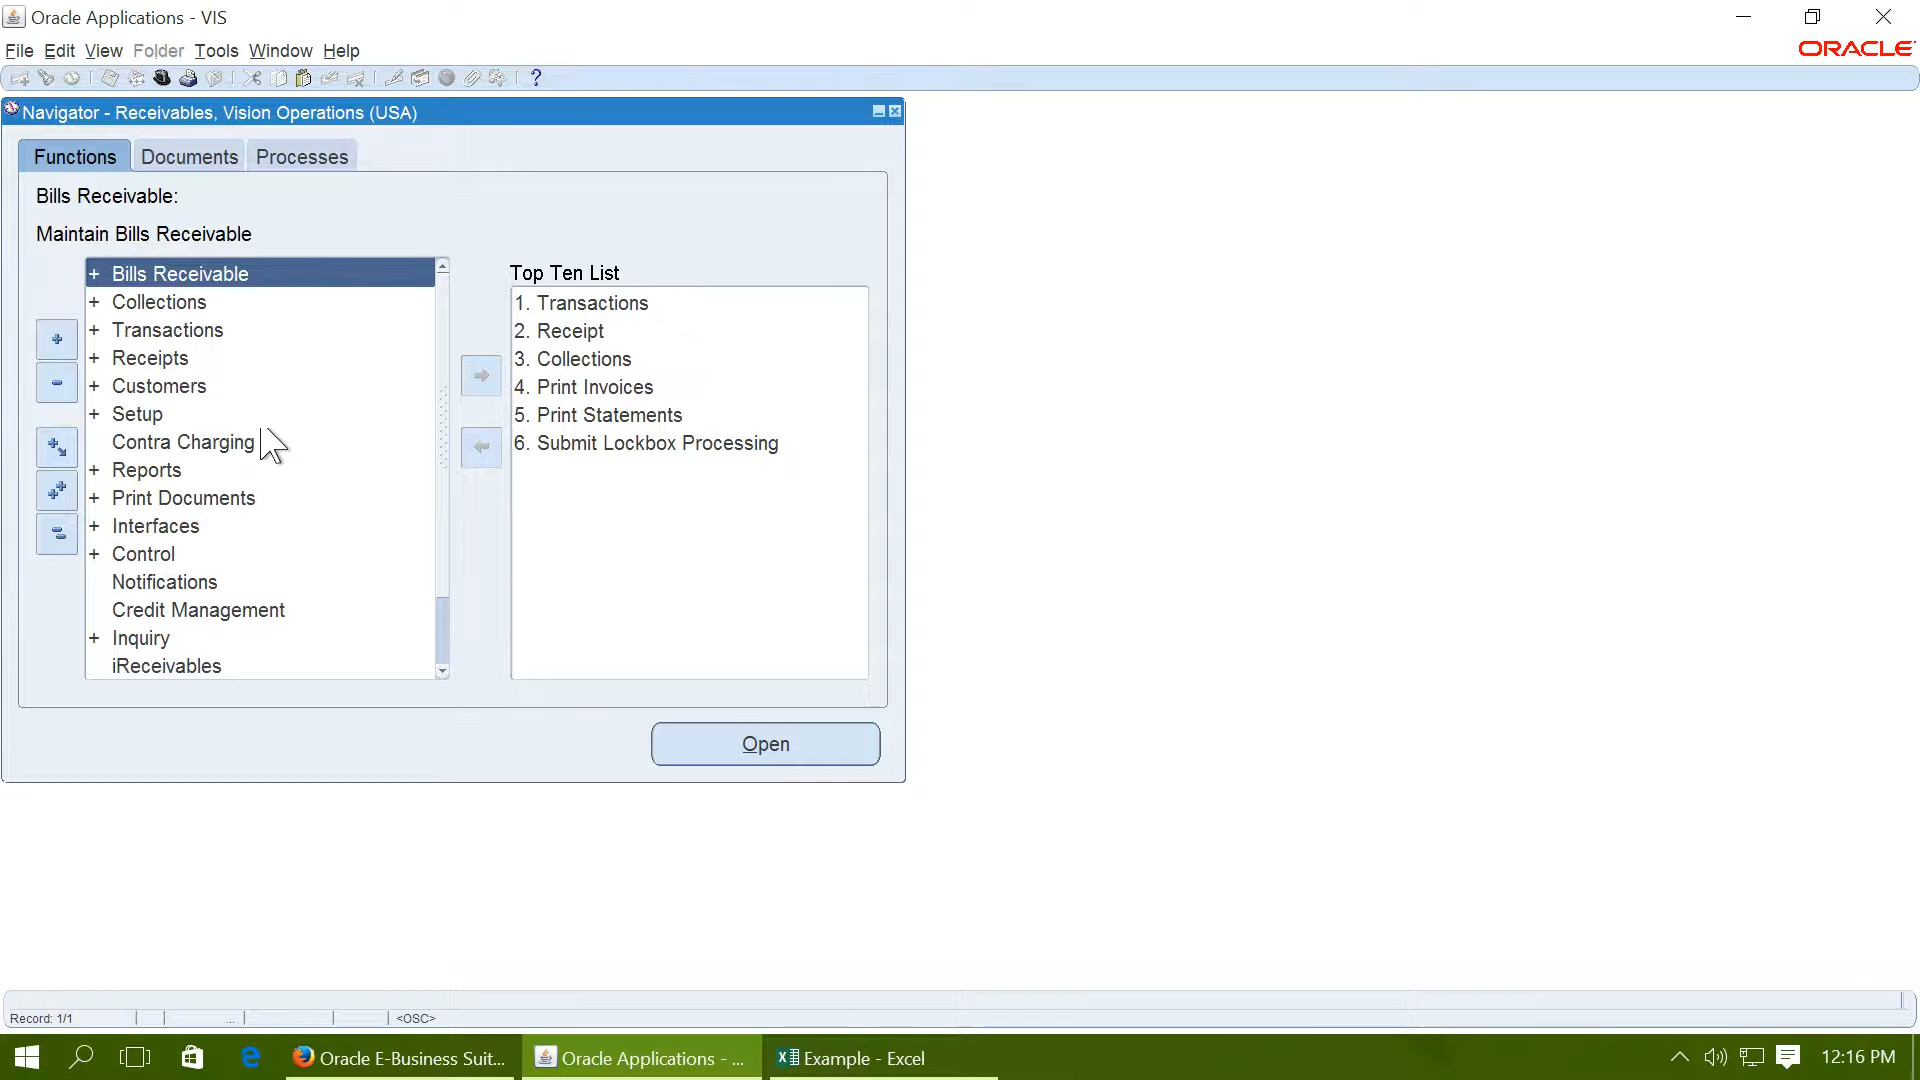 Oracle Applications - VIS
File Edit View Folder Tools Window Help
ORACLE
?
Navigator - Receivables, Vision Operations (USA)
Functions Documents Processes
Bills Receivable:
Maintain Bills Receivable
+ Bills Receivable
+ Collections
+ Transactions
+ Receipts
+ Customers
+ Setup
Contra Charging
+ Reports
+ Print Documents
+ Interfaces
+ Control
Notifications
Credit Management
+ Inquiry
iReceivables
Top Ten List
1. Transactions
2. Receipt
3. Collections
4. Print Invoices
5. Print Statements
6. Submit Lockbox Processing
Open
Record: 1/1 ... <OSC>
Oracle E-Business Suit... Oracle Applications - ... Example - Excel 12:16 PM